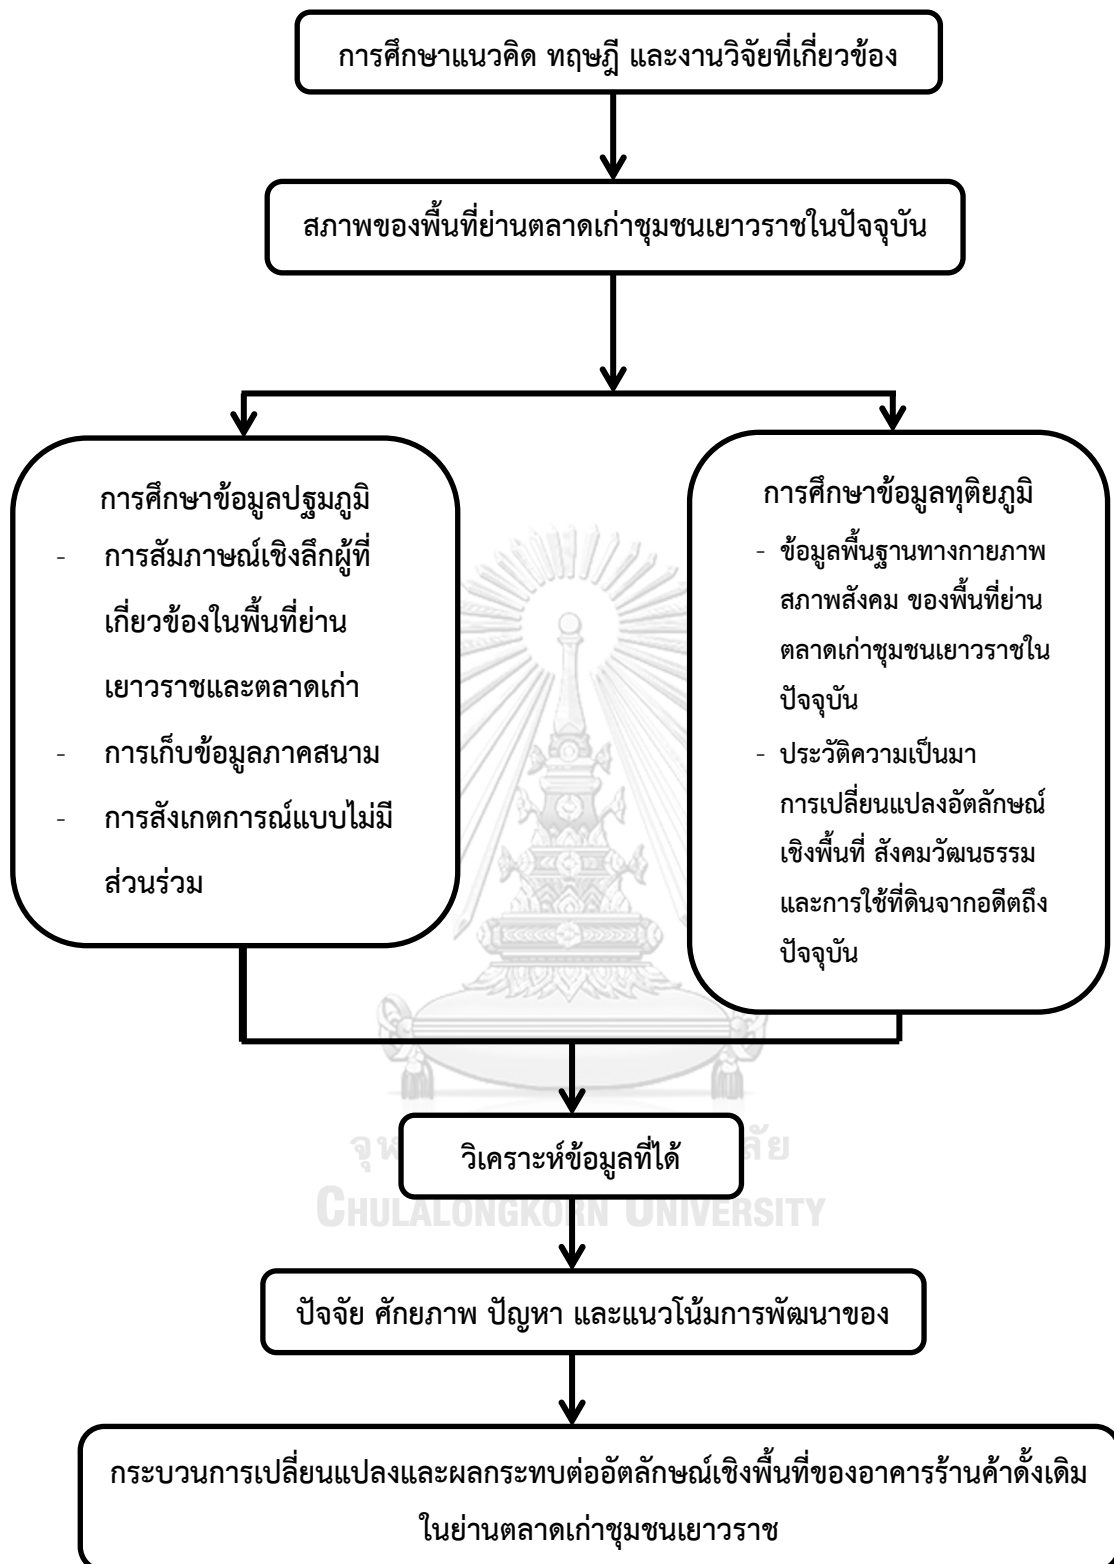 การศึกษาแนวคิด ทฤษฎี และงานวิจัยที่เกี่ยวข้อง
สภาพของพื้นที่ย่านตลาดเก่าชุมชนเยาวราชในปัจจุบัน
การศึกษาข้อมูลปฐมภูมิ
- การสัมภาษณ์เชิงลึกผู้ที่
เกี่ยวข้องในพื้นที่ย่าน
เยาวราชและตลาดเก่า
- การเก็บข้อมูลภาคสนาม
- การสังเกตการณ์แบบไม่มี
ส่วนร่วม
การศึกษาข้อมูลทุติยภูมิ
- ข้อมูลพื้นฐานทางกายภาพ
สภาพสังคม ของพื้นที่ย่าน
ตลาดเก่าชุมชนเยาวราชใน
ปัจจุบัน
- ประวัติความเป็นมา
การเปลี่ยนแปลงอัตลักษณ์
เชิงพื้นที่ สังคมวัฒนธรรม
และการใช้ที่ดินจากอดีตถึง
ปัจจุบัน
วิเคราะห์ข้อมูลที่ได้
CHULALONGKORN UNIVERSITY
ปัจจัย ศักยภาพ ปัญหา และแนวโน้มการพัฒนาของ
กระบวนการเปลี่ยนแปลงและผลกระทบต่ออัตลักษณ์เชิงพื้นที่ของอาคารร้านค้าดั้งเดิม
ในย่านตลาดเก่าชุมชนเยาวราช